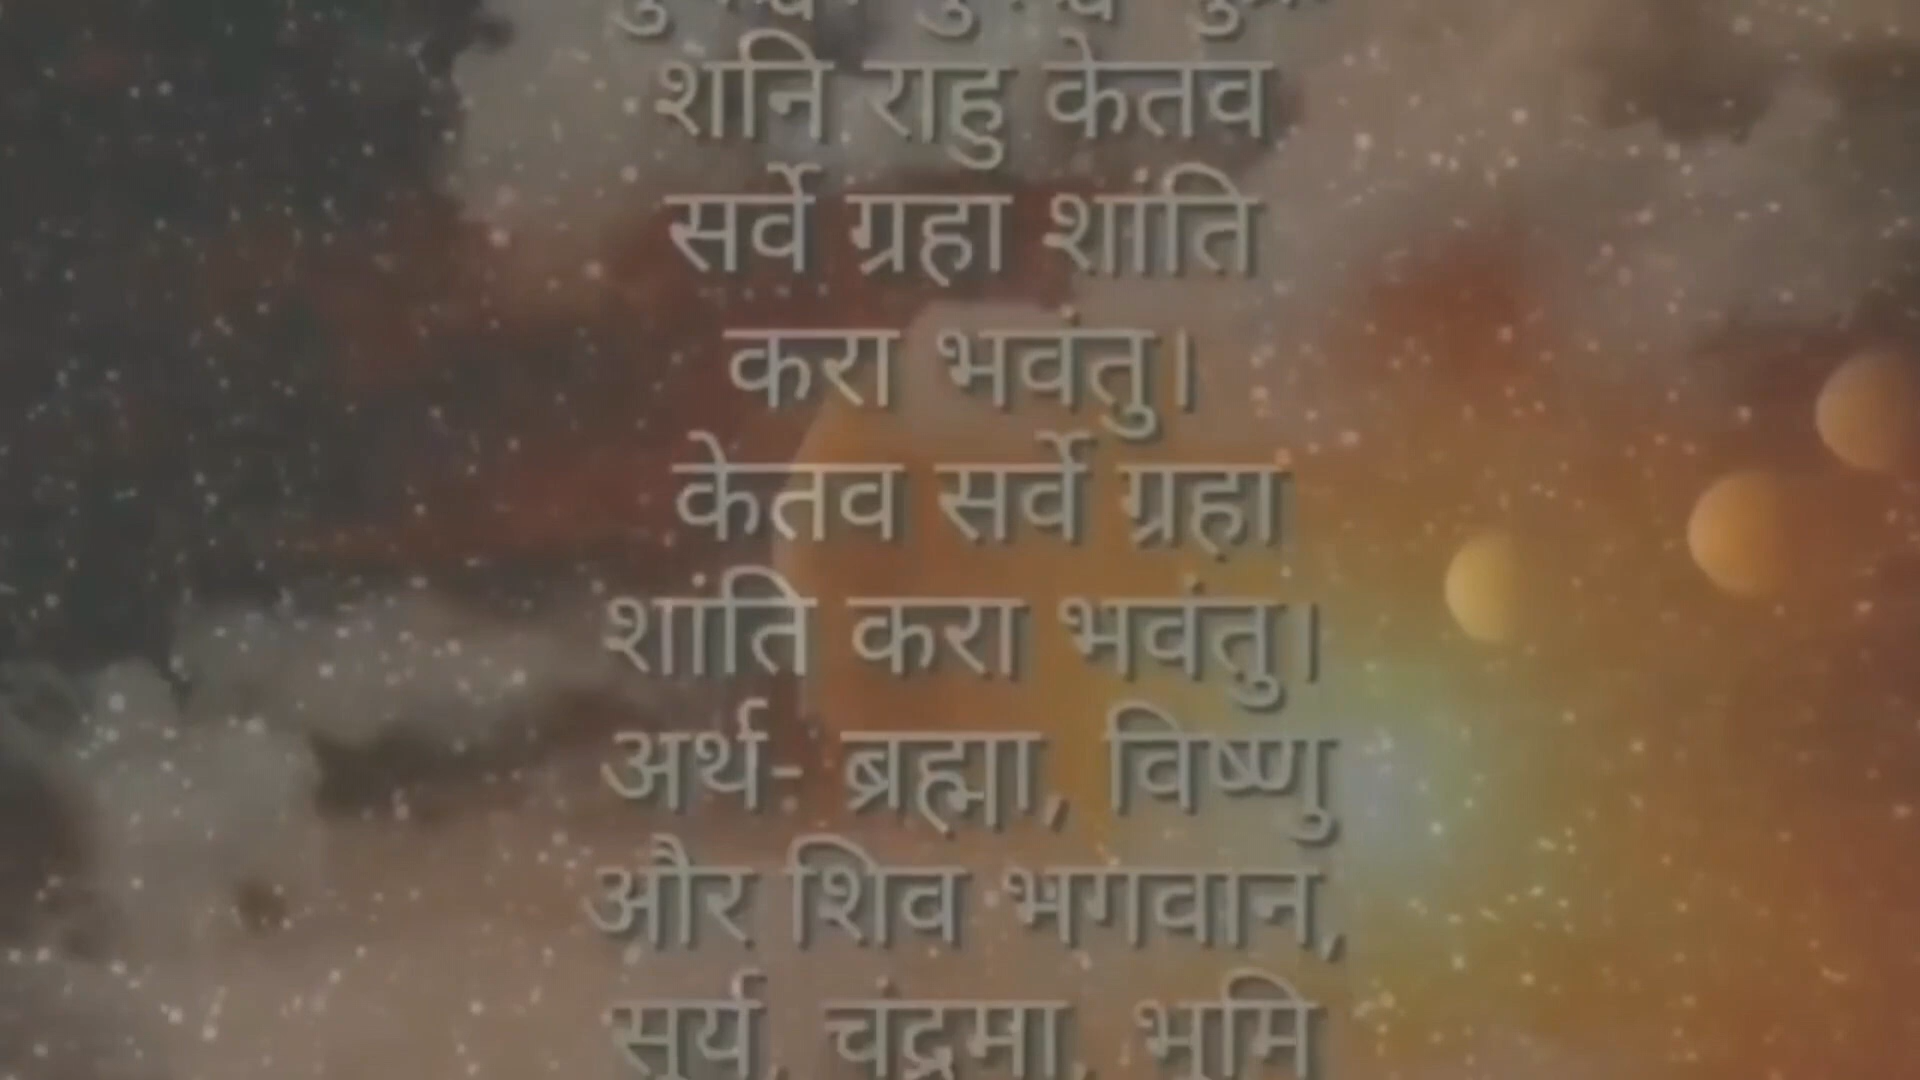 शनि राहु केतव
सर्वे ग्रहा शांति
करा भवंतु।
केतव सर्वे ग्रहा
शांति करा भवंतु।
अर्थ- ब्रह्मा, विष्णु
और शिव भगवान,
सूर्य, चंद्रमा, भूमि